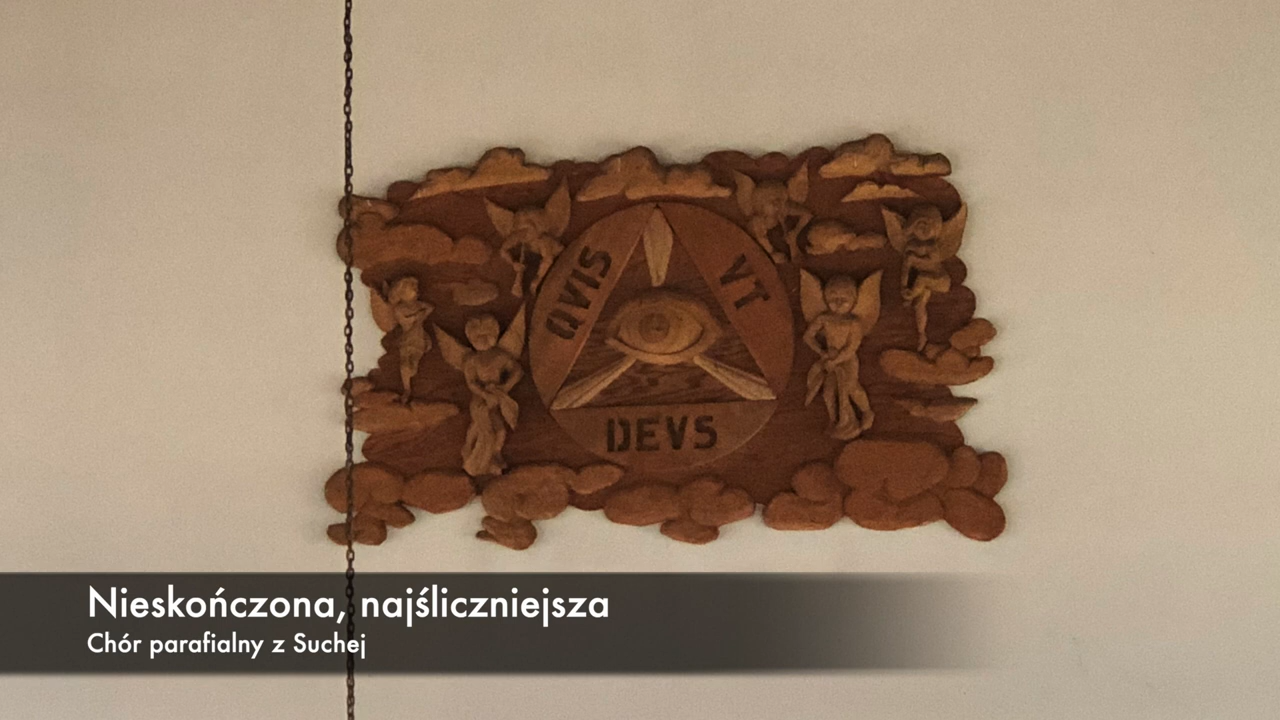 QVIS
VT
DEVS
Nieskończona, najśliczniejsza
Chór parafialny z Suchej